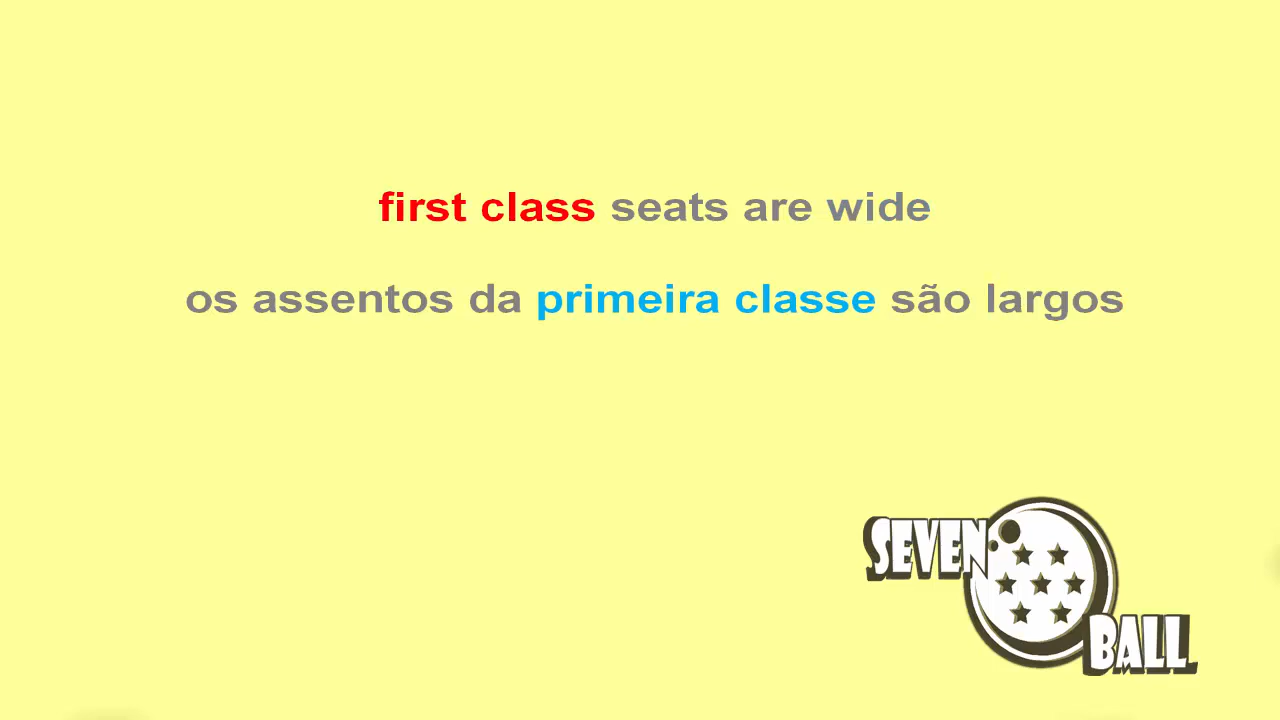 first class seats are wide
os assentos da primeira classe são largos
SEVEN
BALL